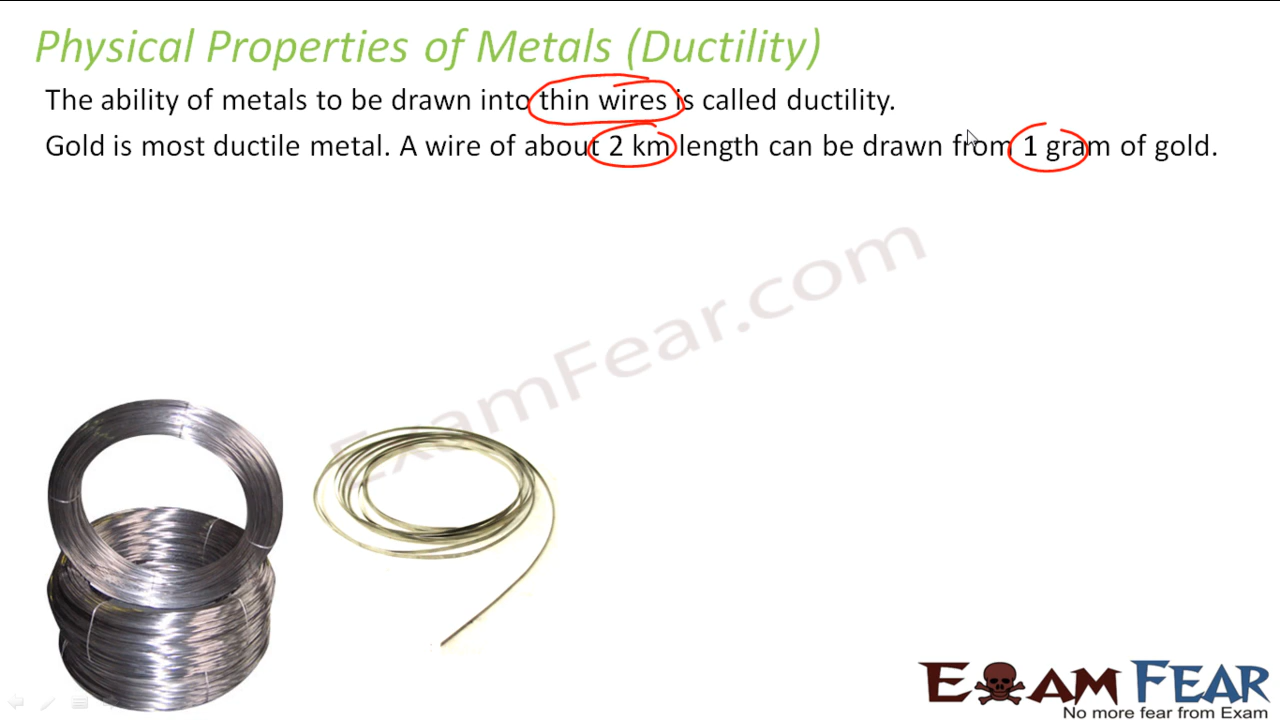 Physical Properties of Metals (Ductility)
The ability of metals to be drawn into thin wires is called ductility.
Gold is most ductile metal. A wire of about 2 km length can be drawn from 1 gram of gold.
ExamFear.com
EXAM FEAR
No more fear from Exam